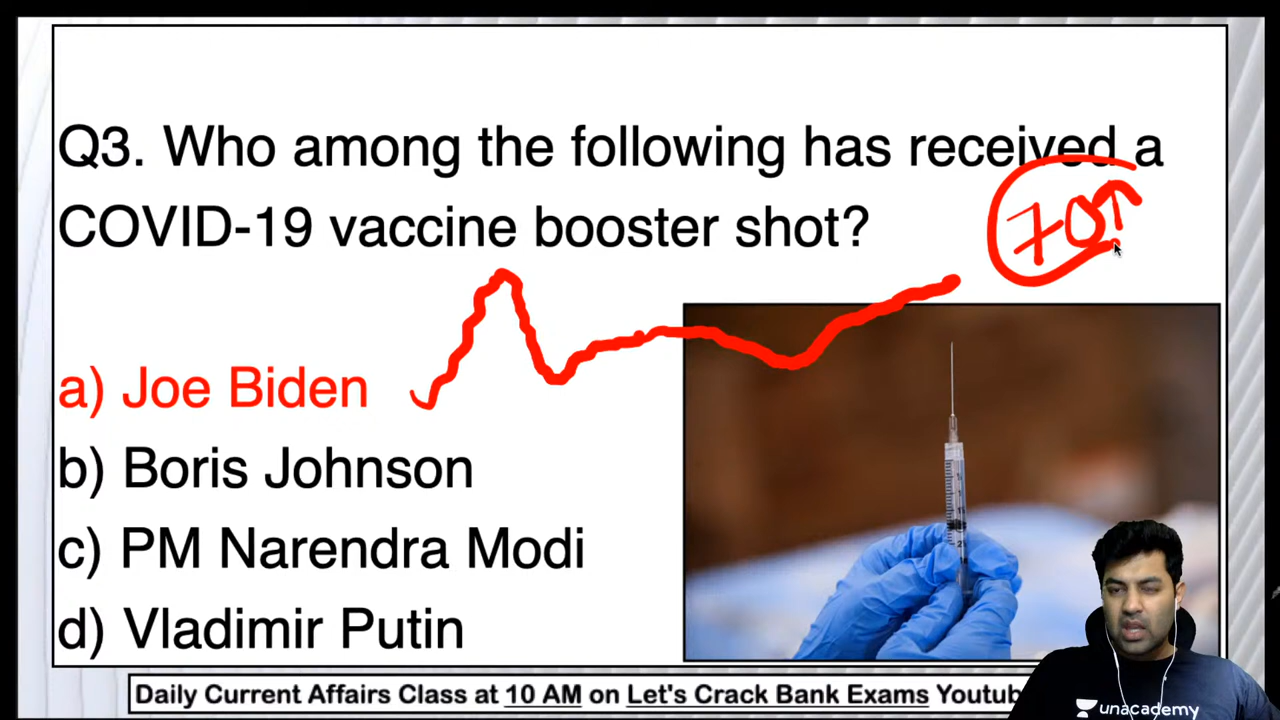 Q3. Who among the following has received a
COVID-19 vaccine booster shot?
70↑
a) Joe Biden
b) Boris Johnson
c) PM Narendra Modi
d) Vladimir Putin
Daily Current Affairs Class at 10 AM on Let's Crack Bank Exams Youtub
unacademy